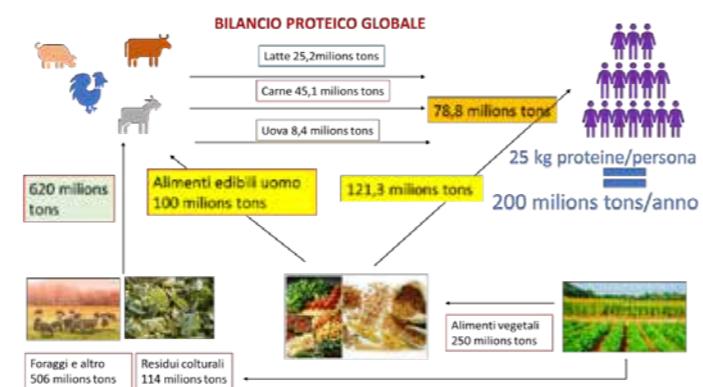 BILANCIO PROTEICO GLOBALE
Latte 25,2milions tons
Carne 45,1 milions tons
Uova 8,4 milions tons
78,8 milions tons
25 kg proteine/persona
200 milions tons/anno
620 milions
tons
Alimenti edibili uomo
100 milions tons
121,3 milions tons
Alimenti vegetali
250 milions tons
Foraggi e altro
506 milions tons
Residui colturali
114 milions tons